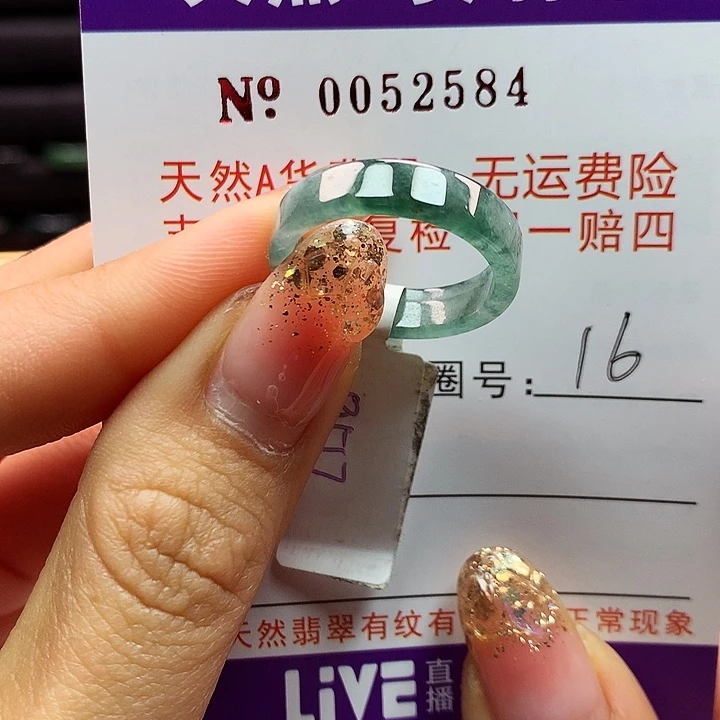 № 0052584
天然A货 无运费险
复检 一赔四
圈号: 16
天然翡翠有纹有 正常现象
LiVE 直播